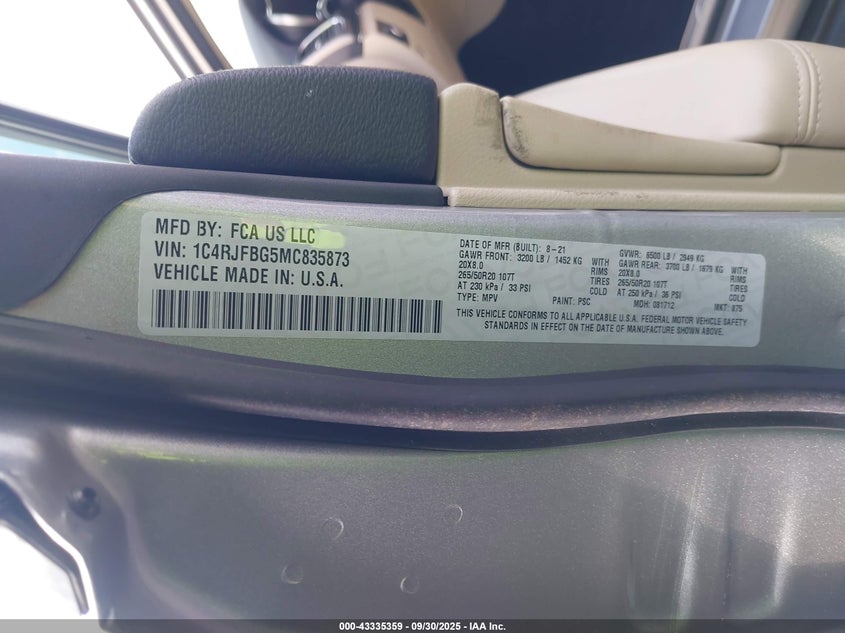 MFD BY: FCA US LLC
VIN: 1C4RJFBG5MC835873
VEHICLE MADE IN: U.S.A.
DATE OF MFR (BUILT): 8-21 GVWR: 6500 LB / 2949 KG
GAWR FRONT: 3200 LB / 1452 KG WITH GAWR REAR: 3700 LB / 1679 KG WITH
20X8.0 RIMS 20X8.0 RIMS
265/50R20 107T TIRES 265/50R20 107T TIRES
AT 230 kPa / 33 PSI COLD AT 250 kPa / 36 PSI COLD
TYPE: MPV PAINT: PSC MDH: 081712 MKT: 875
THIS VEHICLE CONFORMS TO ALL APPLICABLE U.S.A. FEDERAL MOTOR VEHICLE SAFETY
STANDARDS IN EFFECT ON THE DATE OF MANUFACTURE SHOWN ABOVE.
000-43335359 - 09/30/2025 - IAA Inc.